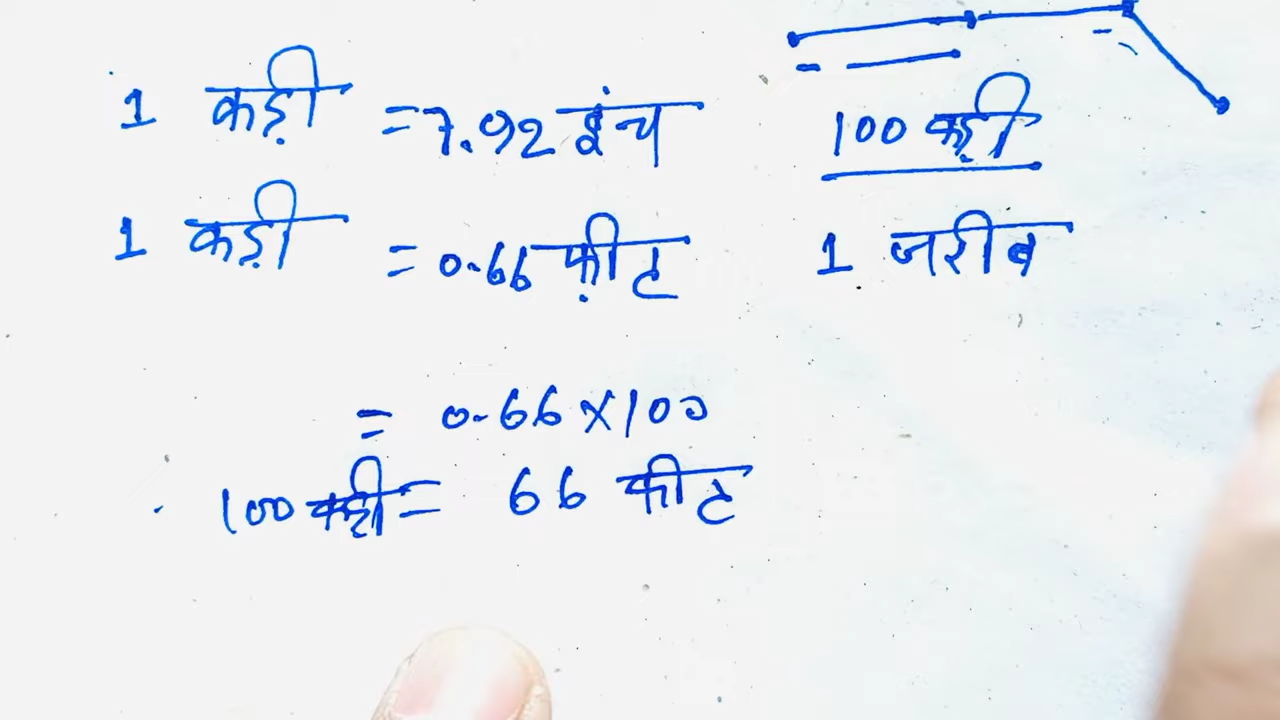 1 कड़ी = 7.92 इंच
1 कड़ी = 0.66 फ़ीट
100 कड़ी
1 जरीब
= 0.66 × 100
100 कड़ी = 66 फीट